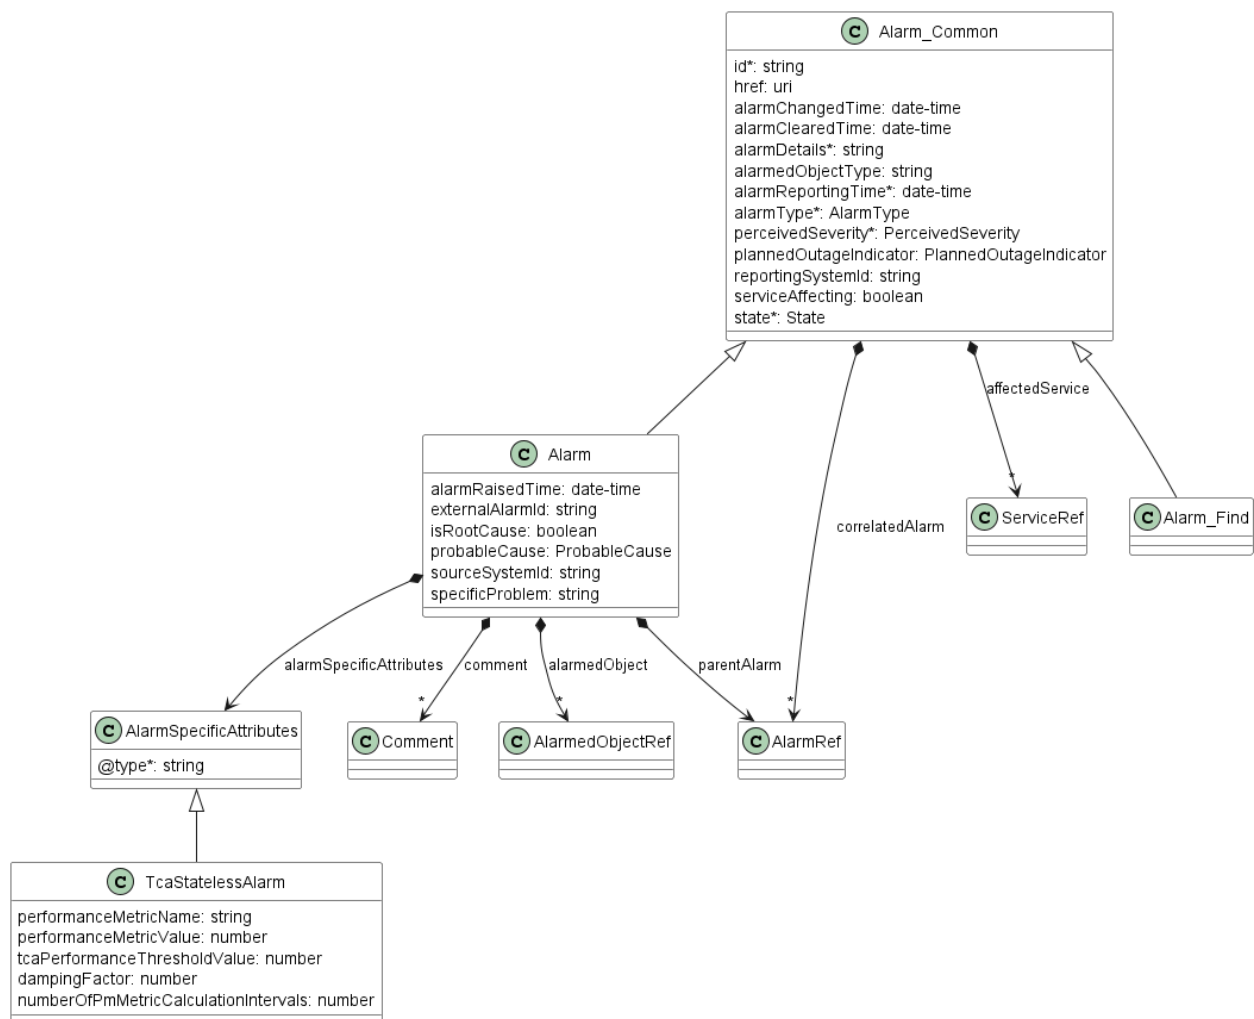 C Alarm_Common
id*: string
href: uri
alarmChangedTime: date-time
alarmClearedTime: date-time
alarmDetails*: string
alarmedObjectType: string
alarmReportingTime*: date-time
alarmType*: AlarmType
perceivedSeverity*: PerceivedSeverity
plannedOutageIndicator: PlannedOutageIndicator
reportingSystemId: string
serviceAffecting: boolean
state*: State
affectedService
C Alarm
alarmRaisedTime: date-time
externalAlarmId: string
isRootCause: boolean
probableCause: ProbableCause
sourceSystemId: string
specificProblem: string
correlatedAlarm
*
C ServiceRef
C Alarm_Find
alarmSpecificAttributes
comment
alarmedObject
parentAlarm
*
*
*
C AlarmSpecificAttributes
@type*: string
C Comment
C AlarmedObjectRef
C AlarmRef
C TcaStatelessAlarm
performanceMetricName: string
performanceMetricValue: number
tcaPerformanceThresholdValue: number
dampingFactor: number
numberOfPmMetricCalculationIntervals: number